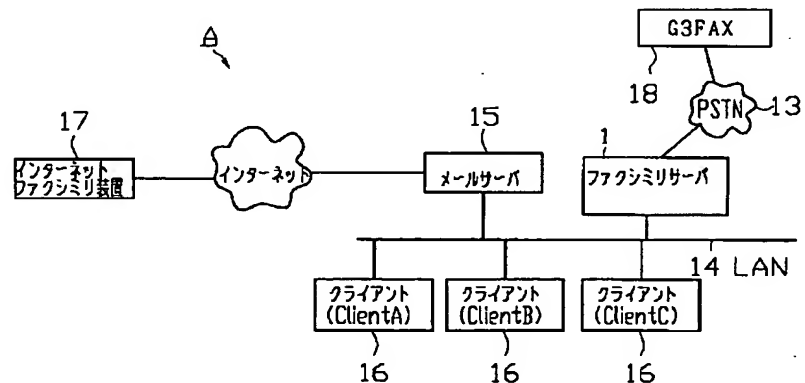 A
G3FAX
18
PSTN
13
17
インターネット
ファクシミリ装置
インターネット
15
メールサーバ
1
ファクシミリサーバ
14 LAN
クライアント
(ClientA)
クライアント
(ClientB)
クライアント
(ClientC)
16
16
16